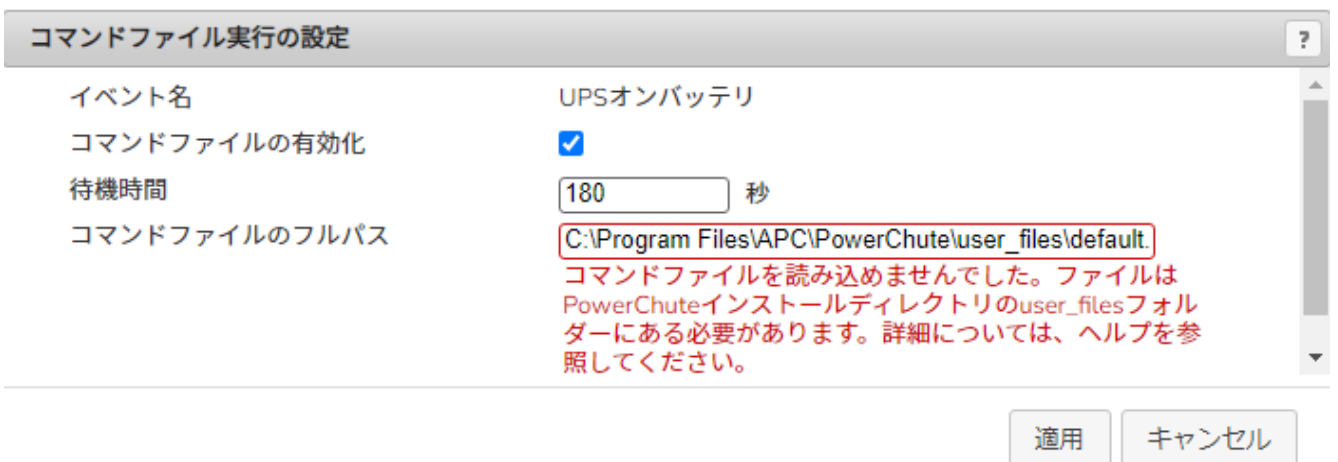 コマンドファイル実行の設定
?
イベント名
UPSオンバッテリ
コマンドファイルの有効化
待機時間
180 秒
コマンドファイルのフルパス
C:\Program Files\APC\PowerChute\user_files\default.
コマンドファイルを読み込めませんでした。ファイルは
PowerChuteインストールディレクトリのuser_filesフォル
ダーにある必要があります。詳細については、ヘルプを参
照してください。
適用
キャンセル